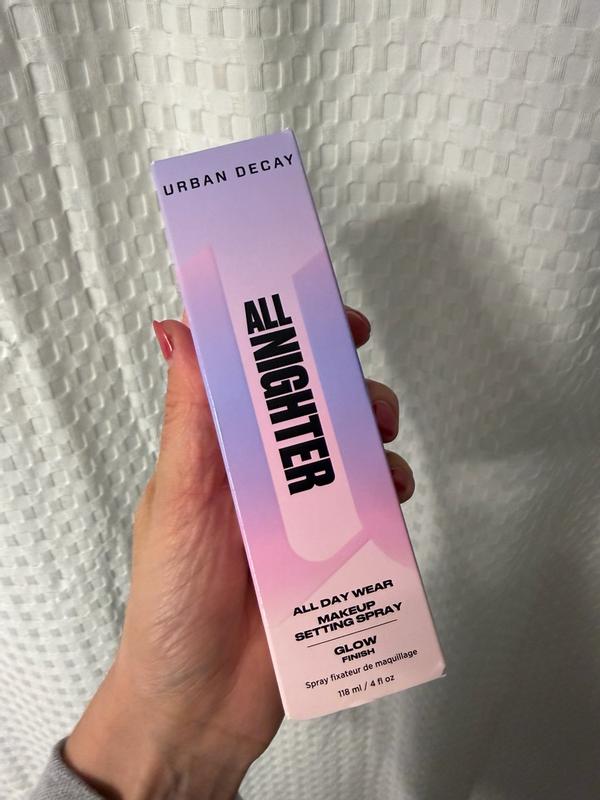 URBAN DECAY
ALL
NIGHTER
ALL DAY WEAR
MAKEUP
SETTING SPRAY
GLOW
FINISH
Spray fixateur de maquillage
118 ml / 4 fl oz